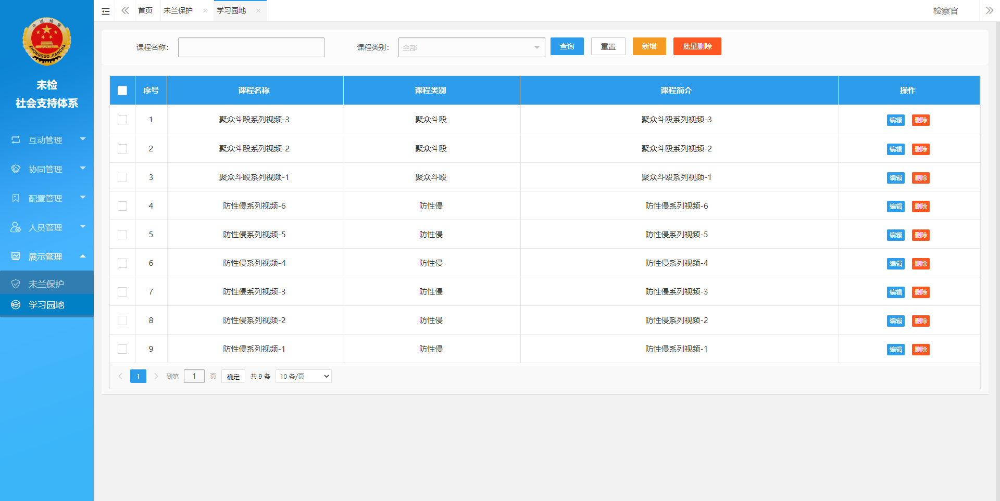 首页 未兰保护 学习园地 检察官
中国检察
ZHONGGUO JIANCHA
未检
社会支持体系
互动管理
协同管理
配置管理
人员管理
展示管理
未兰保护
学习园地
课程名称： 课程类别： 全部 查询 重置 新增 批量删除
序号 课程名称 课程类别 课程简介 操作
1 聚众斗殴系列视频-3 聚众斗殴 聚众斗殴系列视频-3 编辑 删除
2 聚众斗殴系列视频-2 聚众斗殴 聚众斗殴系列视频-2 编辑 删除
3 聚众斗殴系列视频-1 聚众斗殴 聚众斗殴系列视频-1 编辑 删除
4 防性侵系列视频-6 防性侵 防性侵系列视频-6 编辑 删除
5 防性侵系列视频-5 防性侵 防性侵系列视频-5 编辑 删除
6 防性侵系列视频-4 防性侵 防性侵系列视频-4 编辑 删除
7 防性侵系列视频-3 防性侵 防性侵系列视频-3 编辑 删除
8 防性侵系列视频-2 防性侵 防性侵系列视频-2 编辑 删除
9 防性侵系列视频-1 防性侵 防性侵系列视频-1 编辑 删除
1 到第 1 页 确定 共 9 条 10 条/页